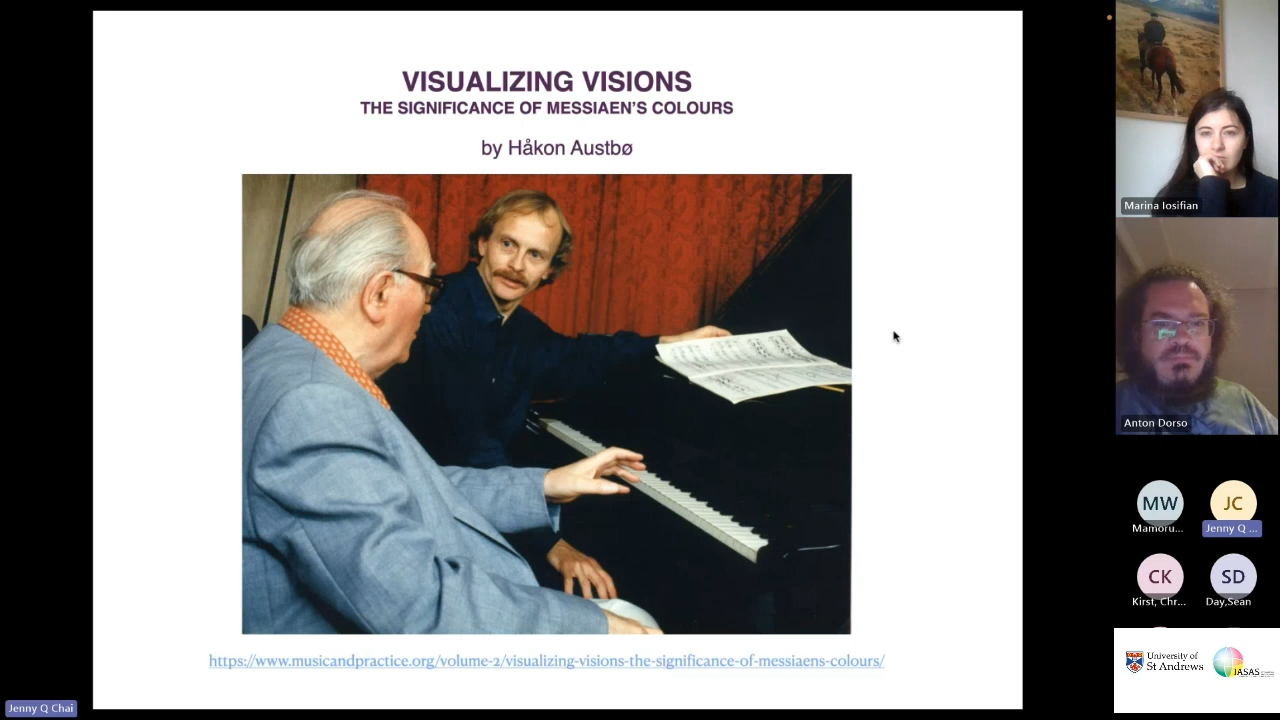 VISUALIZING VISIONS
THE SIGNIFICANCE OF MESSIAEN'S COLOURS
by Håkon Austbø
https://www.musicandpractice.org/volume-2/visualizing-visions-the-significance-of-messiaens-colours/
Jenny Q Chai
Marina Iosifian
Anton Dorso
MW
JC
Mamoru...
Jenny Q ...
CK
SD
Kirst, Chr...
Day,Sean
University of
St Andrews
IASAS